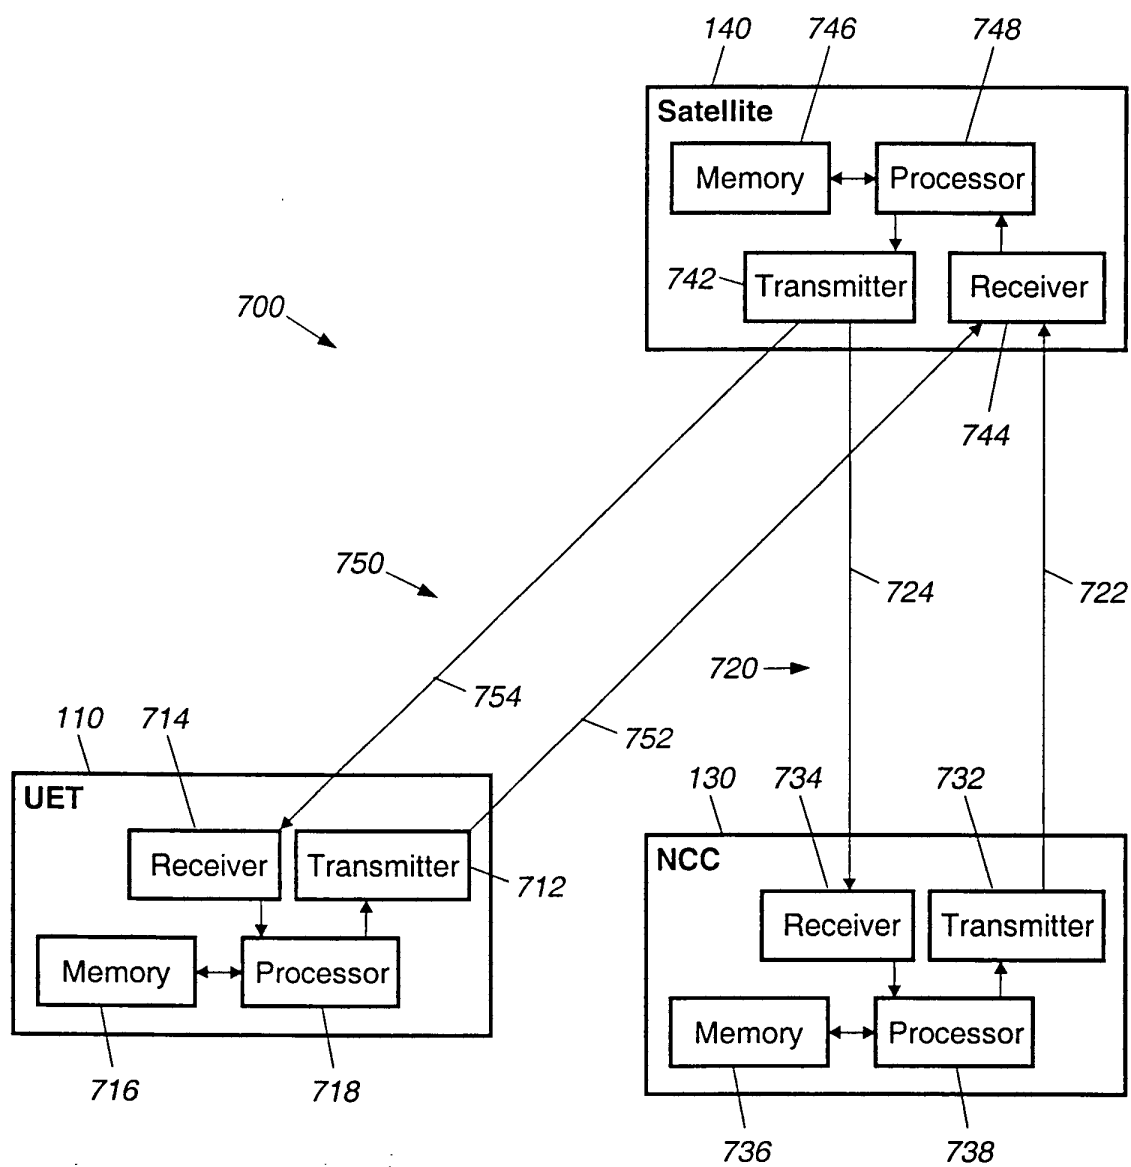 140
746
748
Satellite
Memory
Processor
742
Transmitter
Receiver
700
744
750
724
722
720
754
752
110
714
130
734
732
UET
NCC
Receiver
Transmitter
712
Receiver
Transmitter
Memory
Processor
Memory
Processor
716
718
736
738